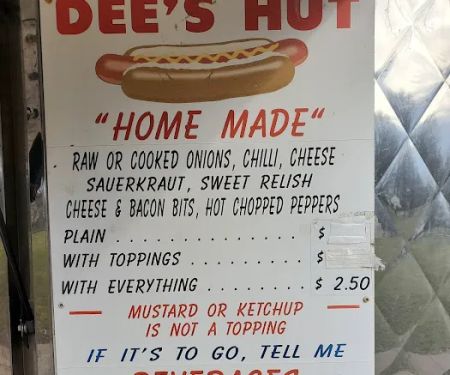 DEE'S HUT
"HOME MADE"
RAW OR COOKED ONIONS, CHILLI, CHEESE
SAUERKRAUT, SWEET RELISH
CHEESE & BACON BITS, HOT CHOPPED PEPPERS
PLAIN . . . . . . . . . . . . . . . . $
WITH TOPPINGS . . . . . . . . . . $
WITH EVERYTHING . . . . . . . . . $ 2.50
— MUSTARD OR KETCHUP —
IS NOT A TOPPING
IF IT'S TO GO, TELL ME
BEVERAGES